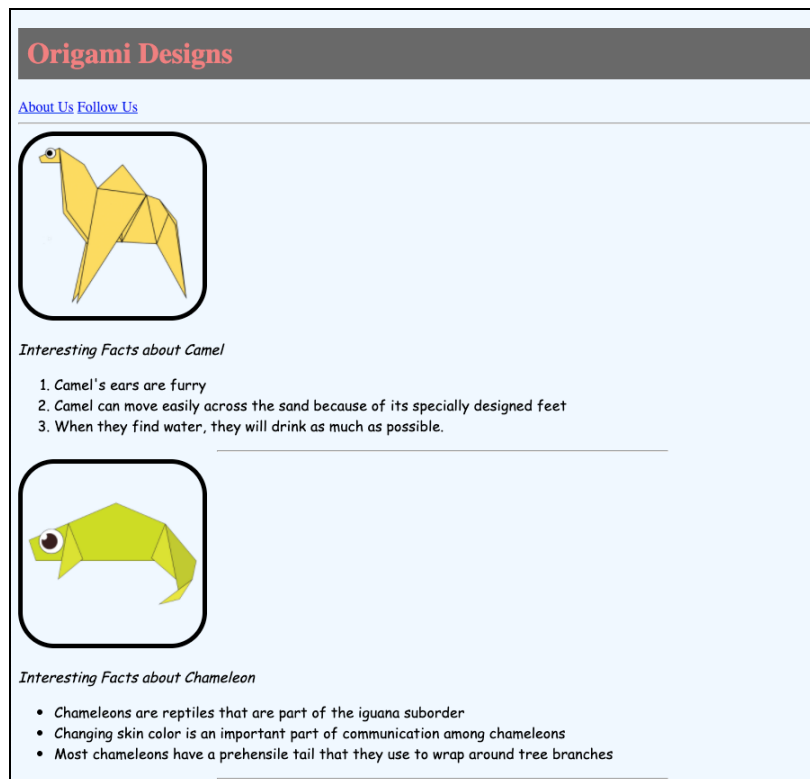 Origami Designs
About Us Follow Us
Interesting Facts about Camel
1. Camel's ears are furry
2. Camel can move easily across the sand because of its specially designed feet
3. When they find water, they will drink as much as possible.
Interesting Facts about Chameleon
• Chameleons are reptiles that are part of the iguana suborder
• Changing skin color is an important part of communication among chameleons
• Most chameleons have a prehensile tail that they use to wrap around tree branches